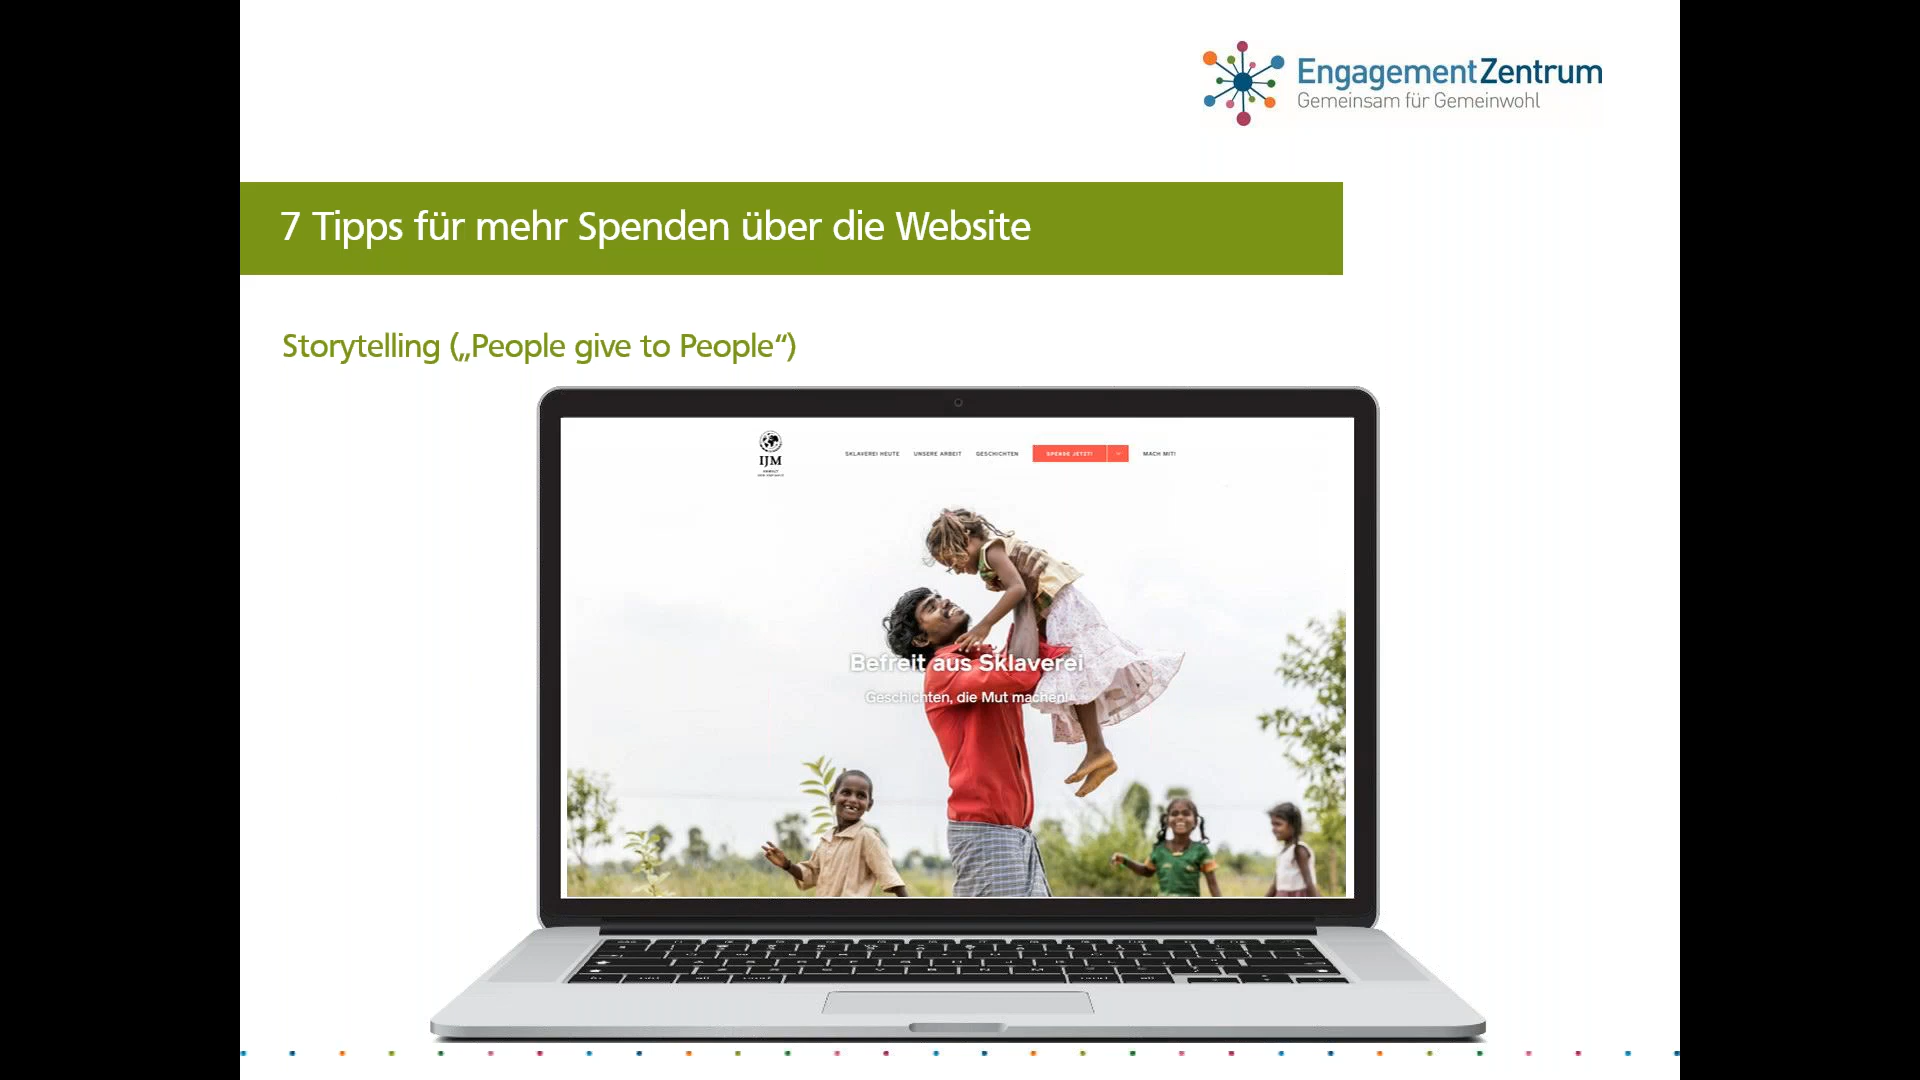 EngagementZentrum
Gemeinsam für Gemeinwohl
7 Tipps für mehr Spenden über die Website
Storytelling („People give to People“)
IJM
SKLAVEREI HEUTE UNSERE ARBEIT GESCHICHTEN SPENDE JETZT! MACH MIT!
Befreit aus Sklaverei
Geschichten, die Mut machen!